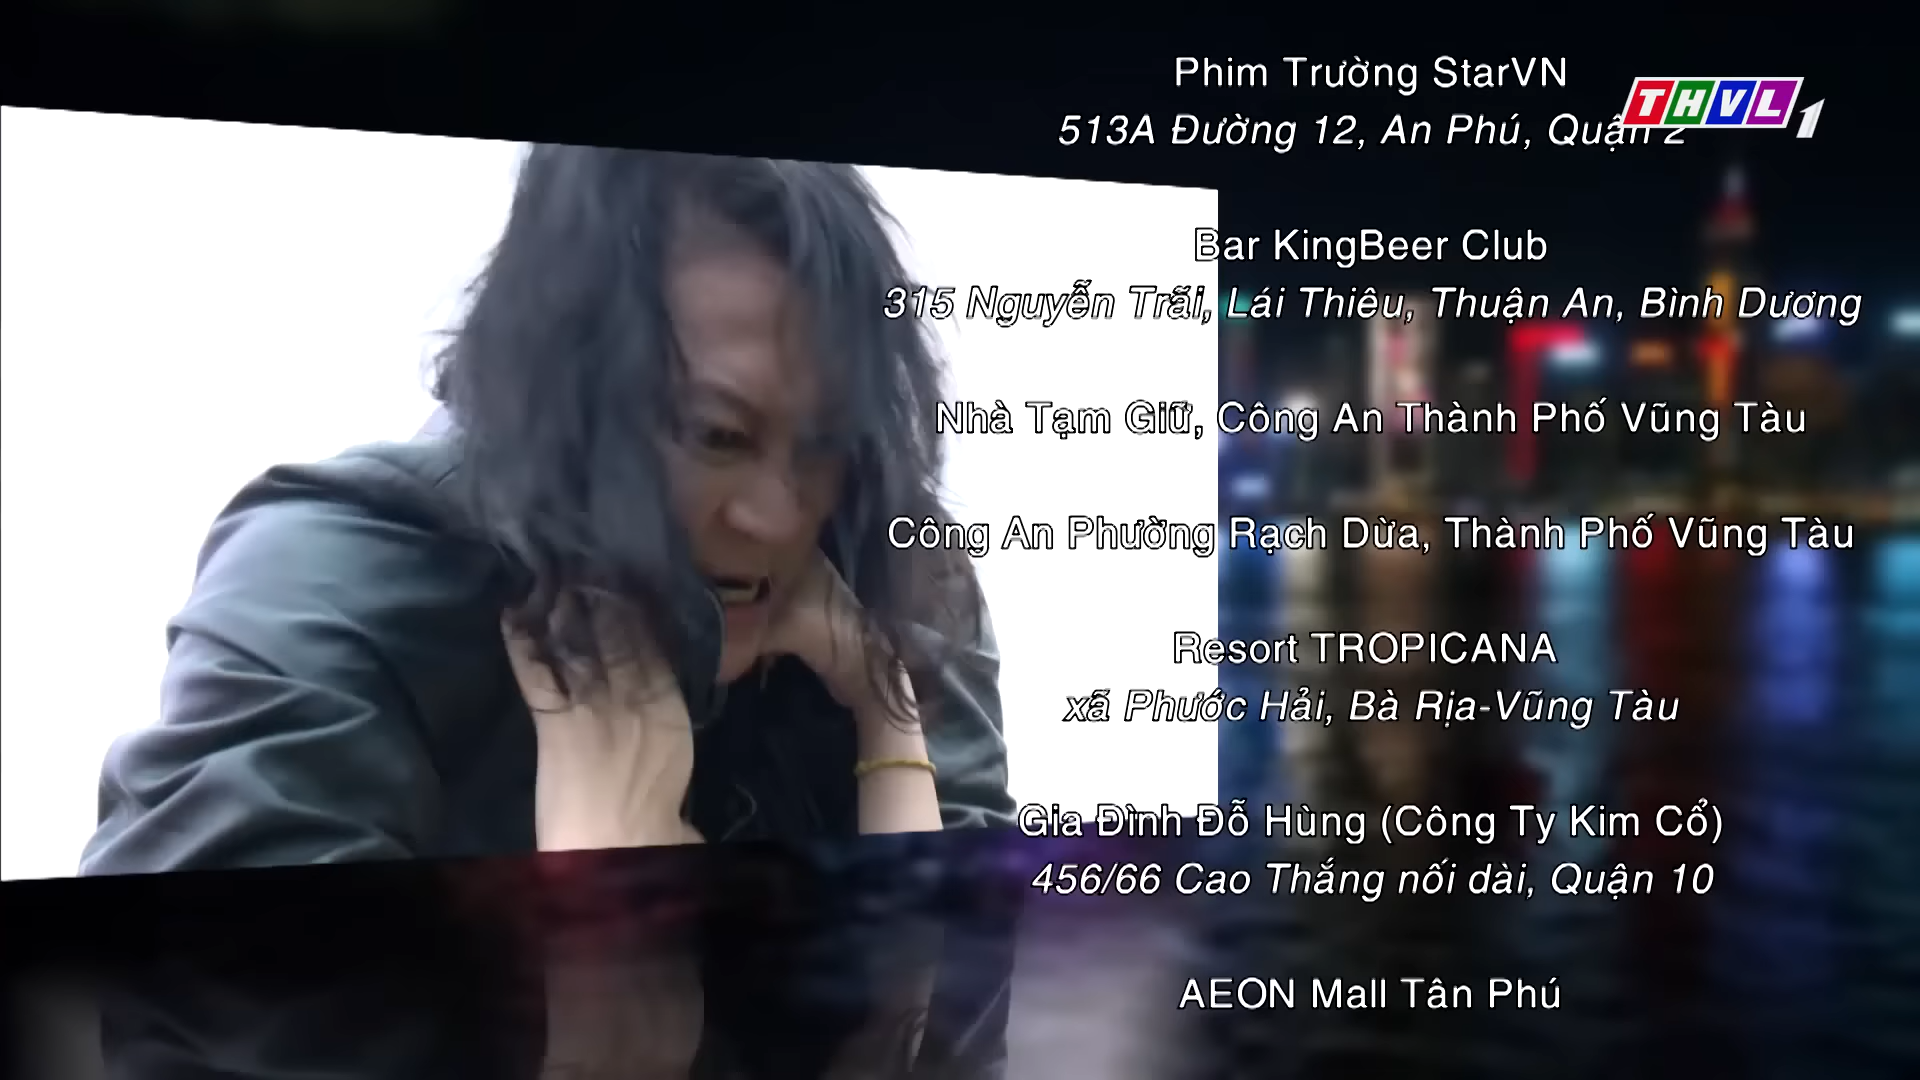 Phim Trường StarVN
THVL1
513A Đường 12, An Phú, Quận 2
Bar KingBeer Club
315 Nguyễn Trãi, Lái Thiêu, Thuận An, Bình Dương
Nhà Tạm Giữ, Công An Thành Phố Vũng Tàu
Công An Phường Rạch Dừa, Thành Phố Vũng Tàu
Resort TROPICANA
xã Phước Hải, Bà Rịa-Vũng Tàu
Gia Đình Đỗ Hùng (Công Ty Kim Cổ)
456/66 Cao Thắng nối dài, Quận 10
AEON Mall Tân Phú